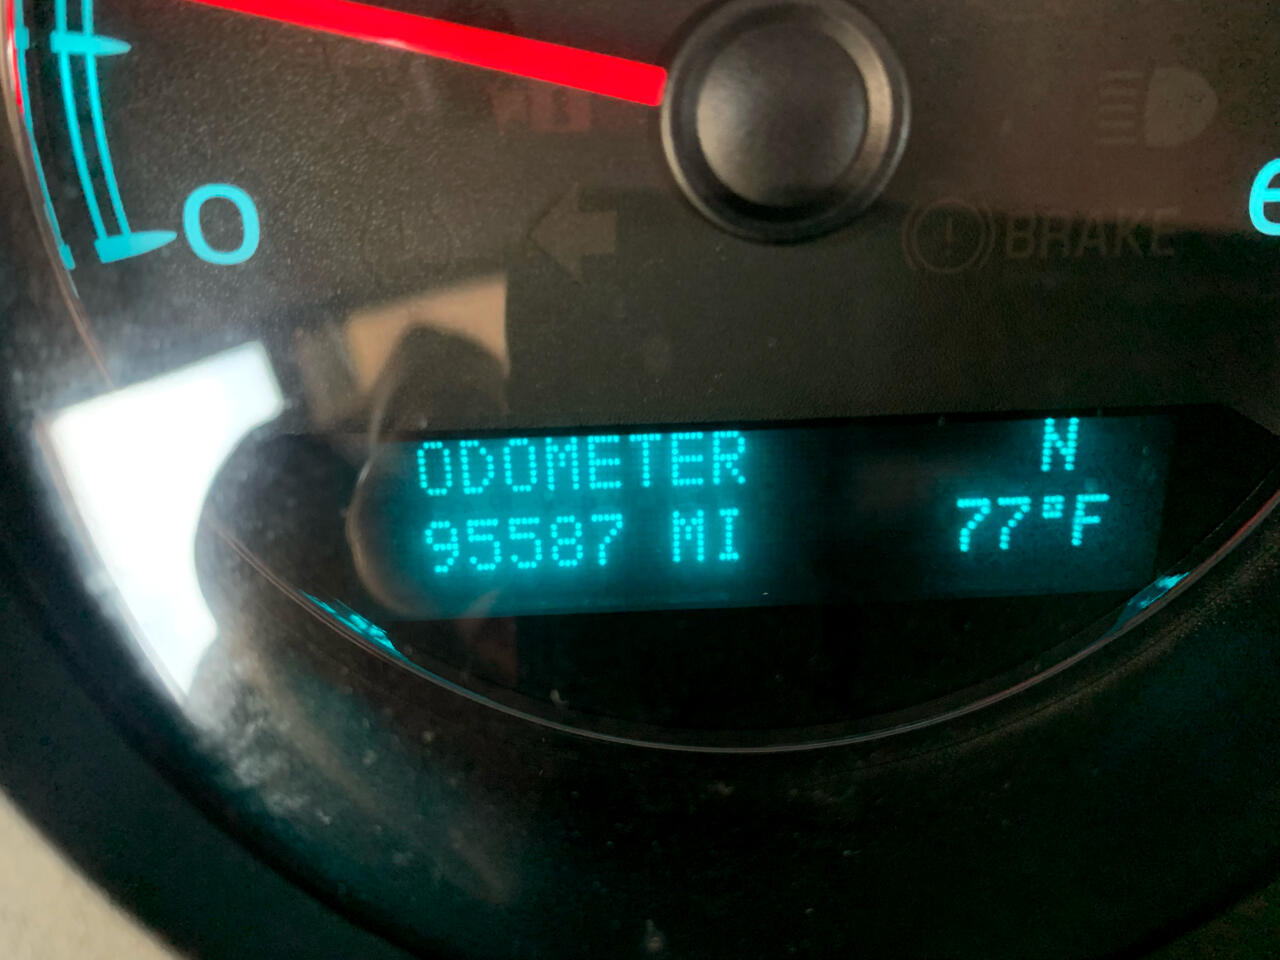 0
BRAKE
ODOMETER N
95587 MI 77°F